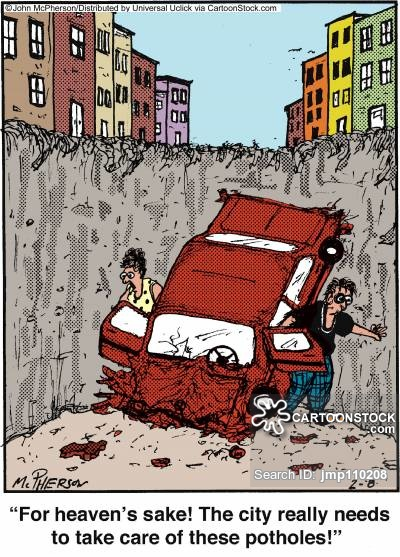 ©John McPherson/Distributed by Universal Uclick via CartoonStock.com
CARTOONSTOCK
.com
Search ID: jmp110208
McPHERSON
2-8
“For heaven’s sake! The city really needs
to take care of these potholes!”